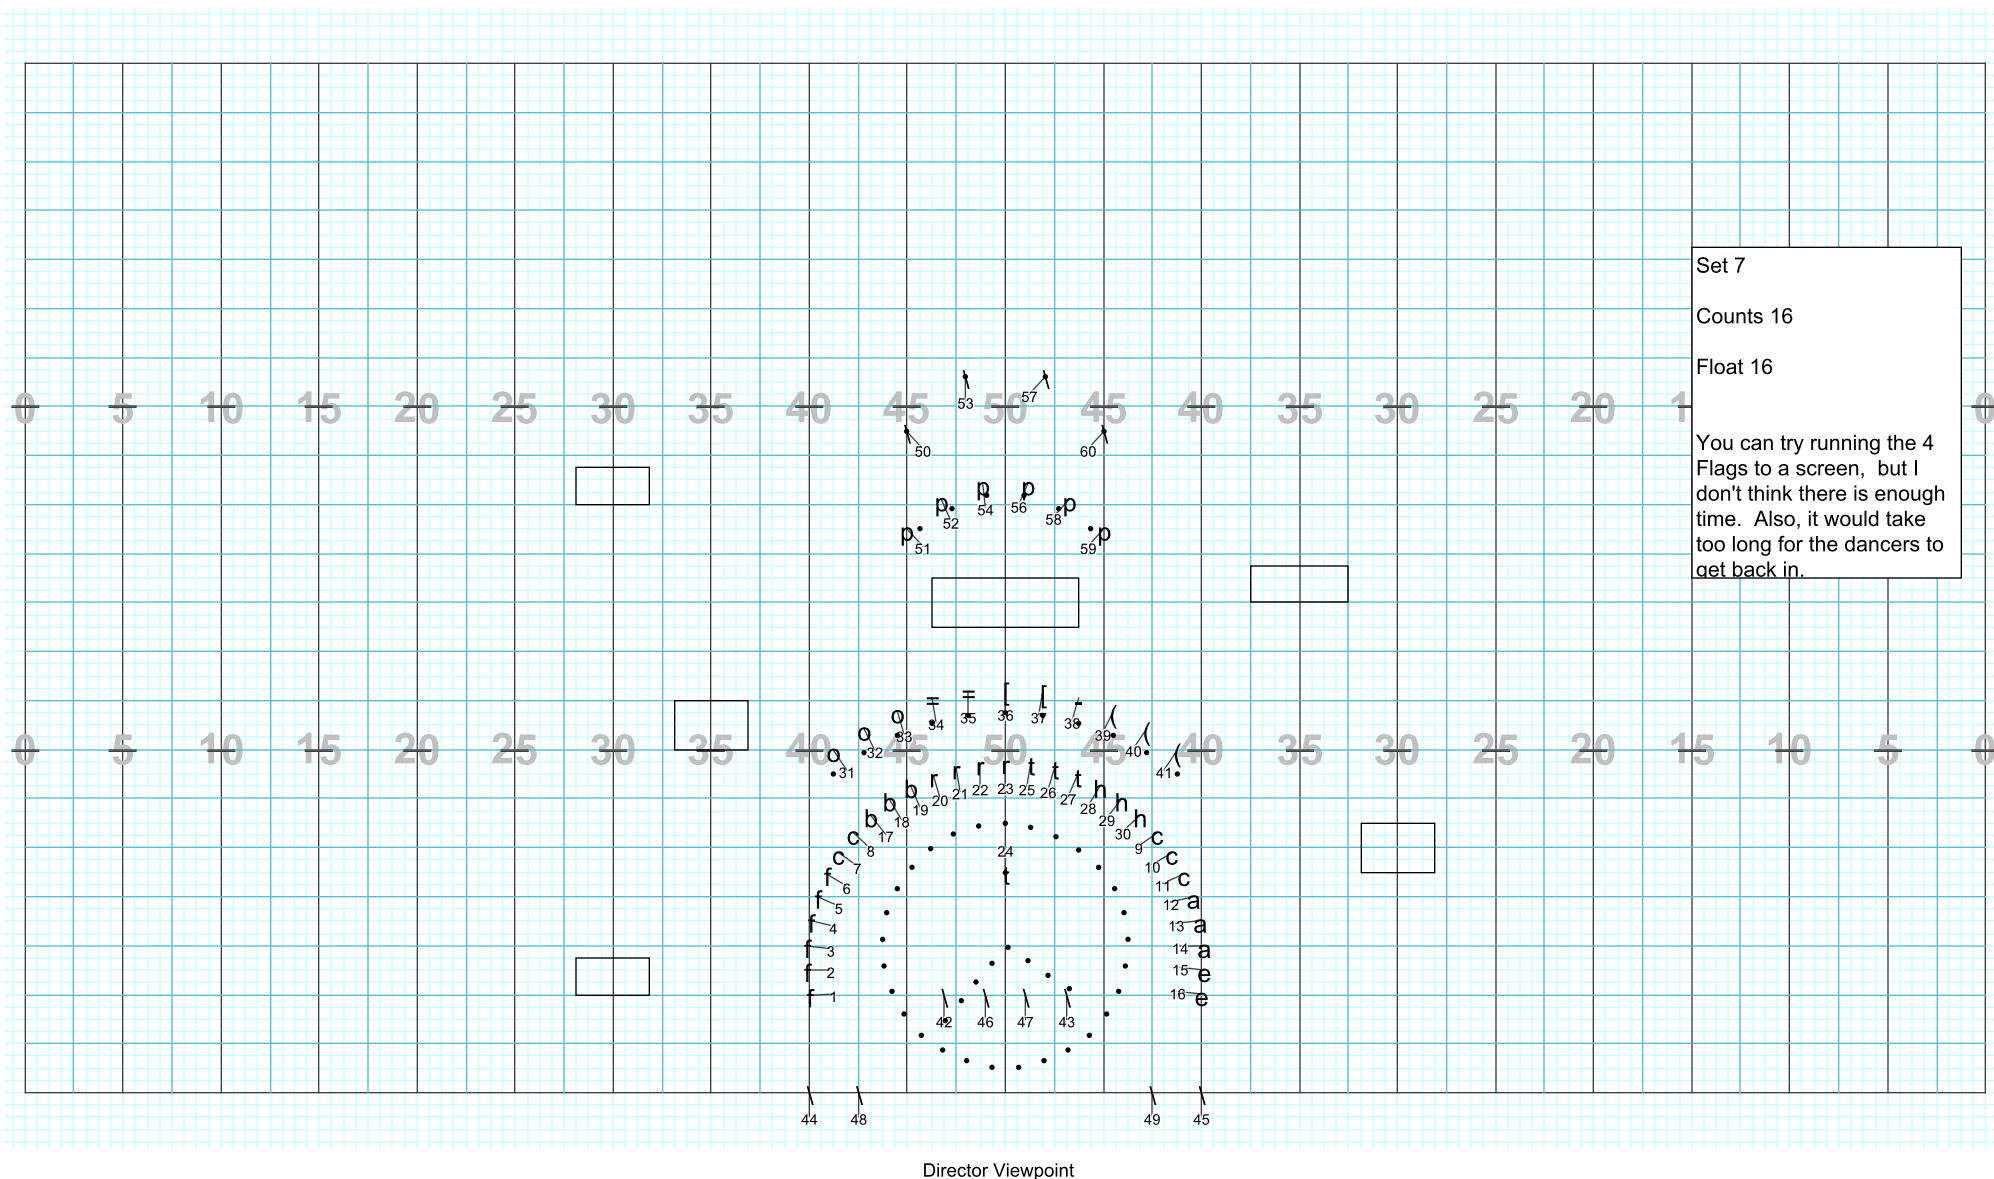 Set 7
Counts 16
Float 16
You can try running the 4
Flags to a screen,  but I
don't think there is enough
time.  Also, it would take
too long for the dancers to
get back in.
53 57
0 5 10 15 20 25 30 35 40 45 50 45 40 35 30 25 20 1 0
50 60
p p p p
54 56
p p
52 58
51 59
= = [ [ -
o o o ( ( (
34 35 36 37 38
33 39
32 40
31 41
0 5 10 15 20 25 30 35 40 45 50 45 40 35 30 25 20 15 10 5 0
b b b r r r r t t t h h h
17 18 19 20 21 22 23 25 26 27 28 29 30
c c
8 9
c c
7 10
24
t
f c
6 11
f a
5 12
f a
4 13
f a
3 14
f e
2 15
f e
1 16
\ \ \ \
42 46 47 43
\ \ \ \
44 48 49 45
Director Viewpoint